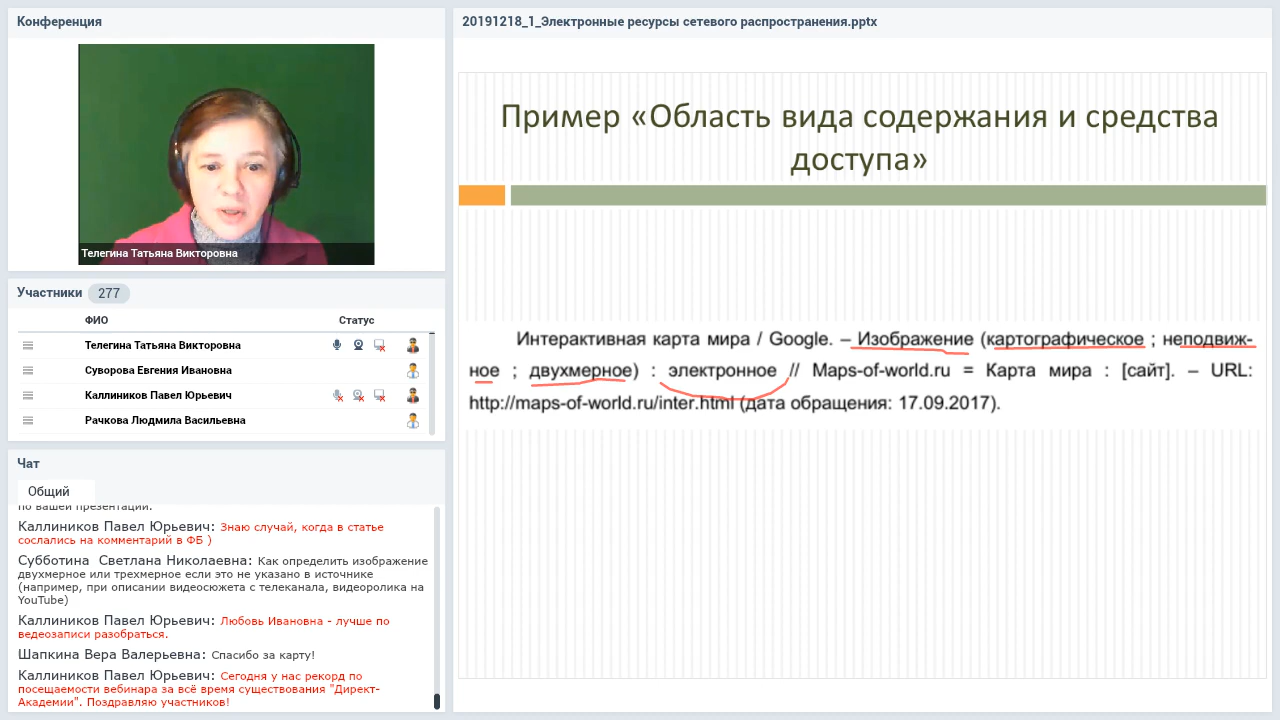 Конференция
Телегина Татьяна Викторовна
Участники 277
ФИО Статус
Телегина Татьяна Викторовна
Суворова Евгения Ивановна
Каллиников Павел Юрьевич
Рачкова Людмила Васильевна
Чат
Общий
по вашей презентации.
Каллиников Павел Юрьевич: Знаю случай, когда в статье
сослались на комментарий в ФБ )
Субботина Светлана Николаевна: Как определить изображение
двухмерное или трехмерное если это не указано в источнике
(например, при описании видеосюжета с телеканала, видеоролика на
YouTube)
Каллиников Павел Юрьевич: Любовь Ивановна - лучше по
ведеозаписи разобраться.
Шапкина Вера Валерьевна: Спасибо за карту!
Каллиников Павел Юрьевич: Сегодня у нас рекорд по
посещаемости вебинара за всё время существования "Директ-
Академии". Поздравляю участников!
20191218_1_Электронные ресурсы сетевого распространения.pptx
Пример «Область вида содержания и средства
доступа»
Интерактивная карта мира / Google. – Изображение (картографическое ; неподвиж-
ное ; двухмерное) : электронное // Maps-of-world.ru = Карта мира : [сайт]. – URL:
http://maps-of-world.ru/inter.html (дата обращения: 17.09.2017).